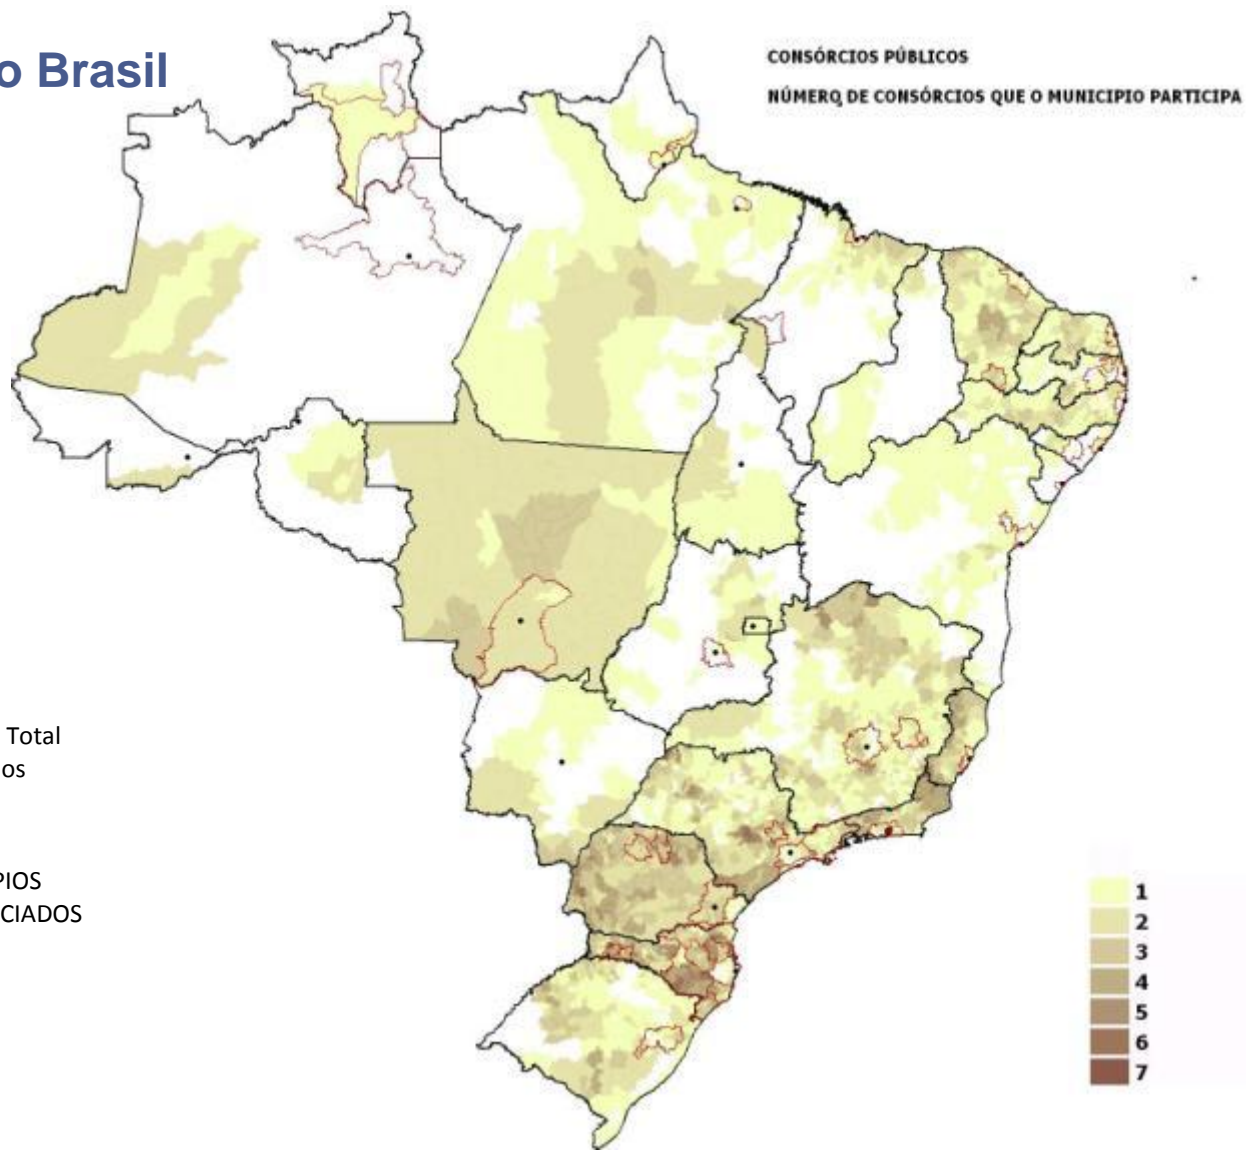 o Brasil
CONSÓRCIOS PÚBLICOS
NÚMERO DE CONSÓRCIOS QUE O MUNICIPIO PARTICIPA
Total
os
PIOS
CIADOS
1
2
3
4
5
6
7